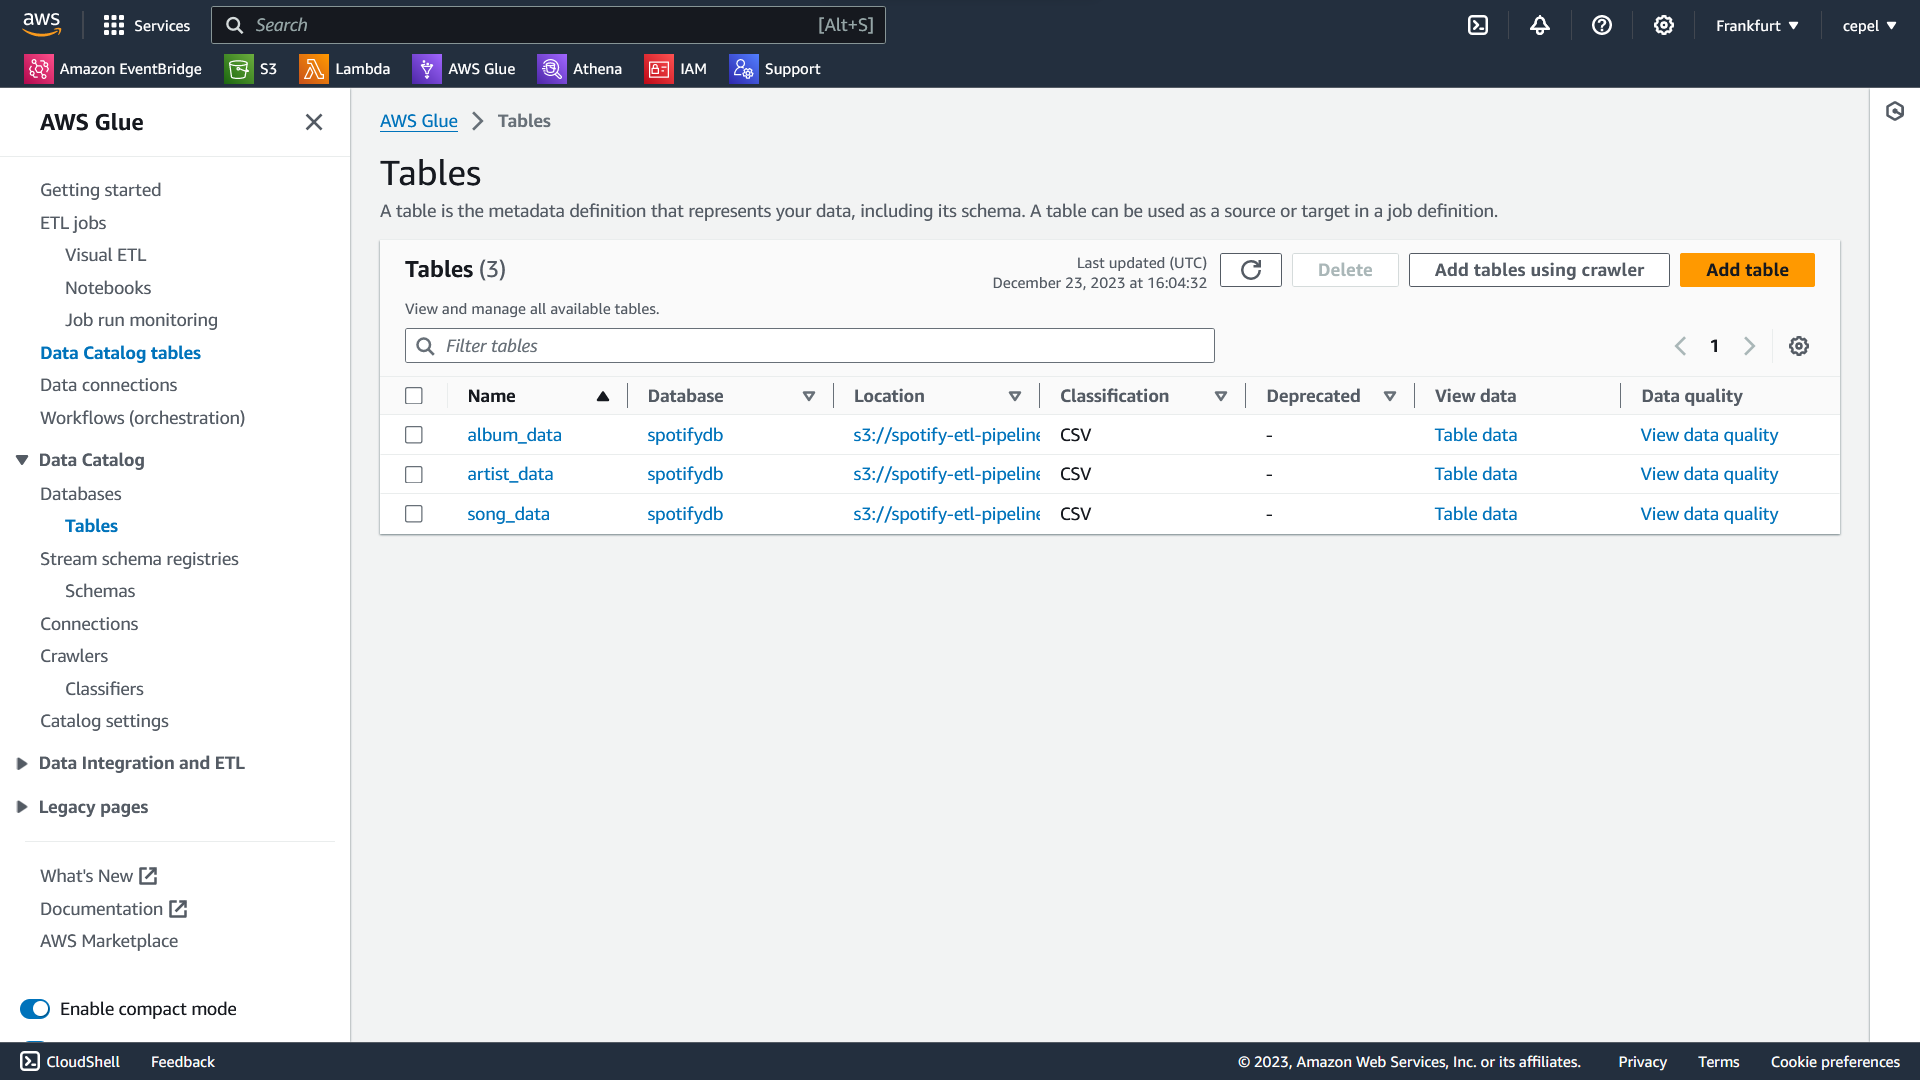 aws
Services
Search
[Alt+S]
Frankfurt
cepel
Amazon EventBridge
S3
Lambda
AWS Glue
Athena
IAM
Support
AWS Glue
Getting started
ETL jobs
Visual ETL
Notebooks
Job run monitoring
Data Catalog tables
Data connections
Workflows (orchestration)
Data Catalog
Databases
Tables
Stream schema registries
Schemas
Connections
Crawlers
Classifiers
Catalog settings
Data Integration and ETL
Legacy pages
What's New
Documentation
AWS Marketplace
Enable compact mode
AWS Glue > Tables
Tables
A table is the metadata definition that represents your data, including its schema. A table can be used as a source or target in a job definition.
Tables (3)
View and manage all available tables.
Last updated (UTC)
December 23, 2023 at 16:04:32
Delete
Add tables using crawler
Add table
Filter tables
1
Name Database Location Classification Deprecated View data Data quality
album_data spotifydb s3://spotify-etl-pipeline CSV - Table data View data quality
artist_data spotifydb s3://spotify-etl-pipeline CSV - Table data View data quality
song_data spotifydb s3://spotify-etl-pipeline CSV - Table data View data quality
CloudShell
Feedback
© 2023, Amazon Web Services, Inc. or its affiliates.
Privacy
Terms
Cookie preferences